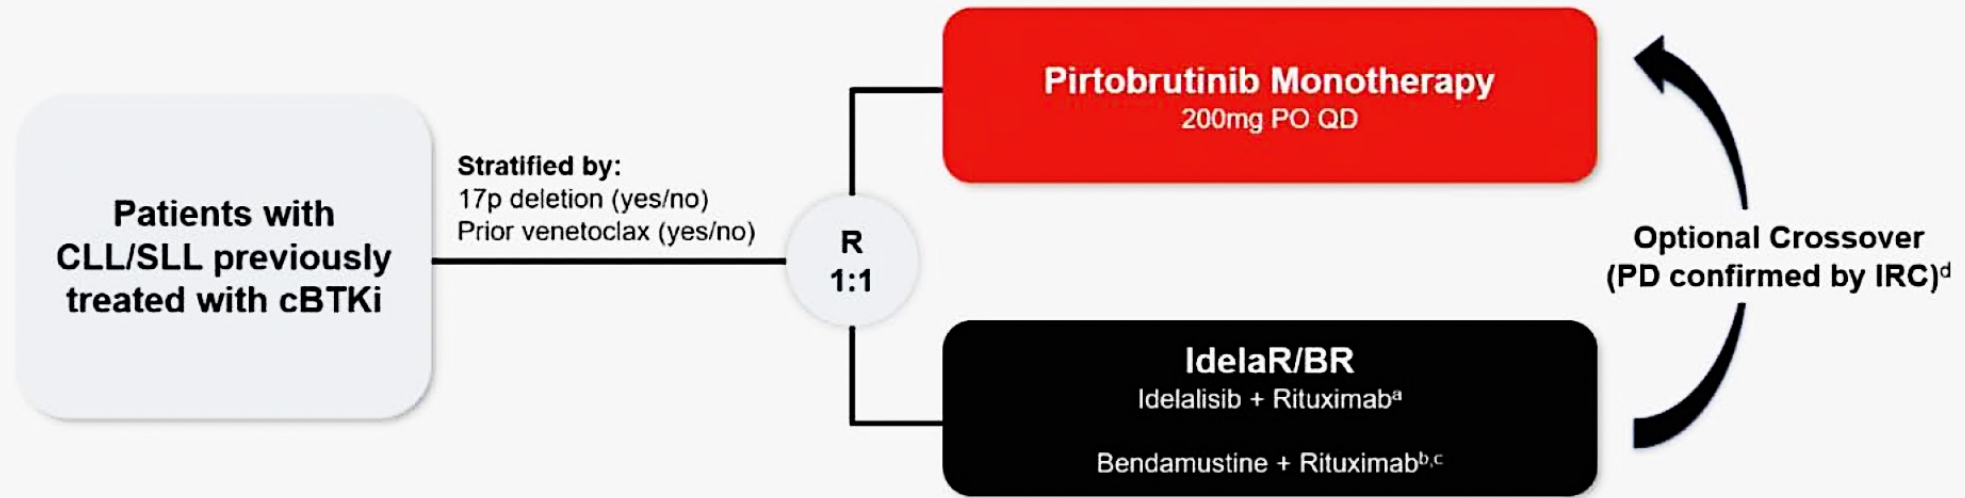 Patients with
CLL/SLL previously
treated with cBTKi
Stratified by:
17p deletion (yes/no)
Prior venetoclax (yes/no)
R
1:1
Pirtobrutinib Monotherapy
200mg PO QD
IdelaR/BR
Idelalisib + Rituximabᵃ
Bendamustine + Rituximabᵇ,ᶜ
Optional Crossover
(PD confirmed by IRC)ᵈ